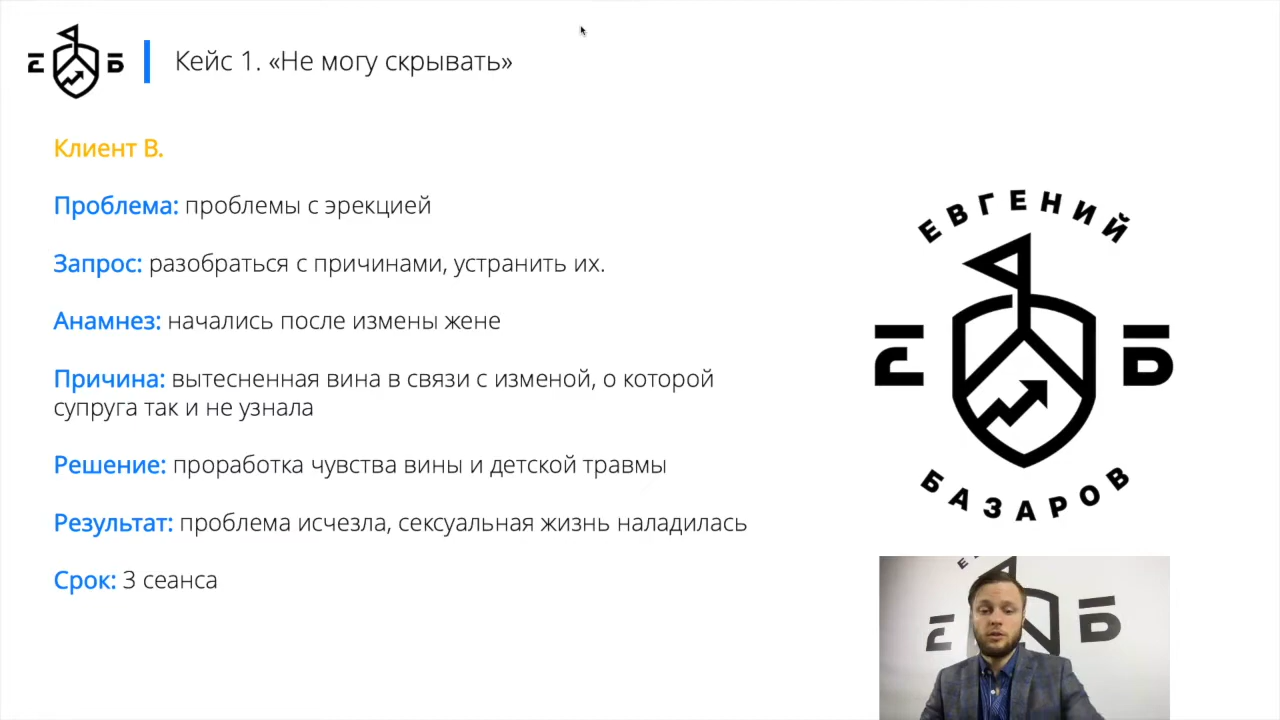 Е Б
Кейс 1. «Не могу скрывать»
Клиент В.
Проблема: проблемы с эрекцией
Запрос: разобраться с причинами, устранить их.
Анамнез: начались после измены жене
Причина: вытесненная вина в связи с изменой, о которой
супруга так и не узнала
Решение: проработка чувства вины и детской травмы
Результат: проблема исчезла, сексуальная жизнь наладилась
Срок: 3 сеанса
ЕВГЕНИЙ
Е Б
БАЗАРОВ
Е Б